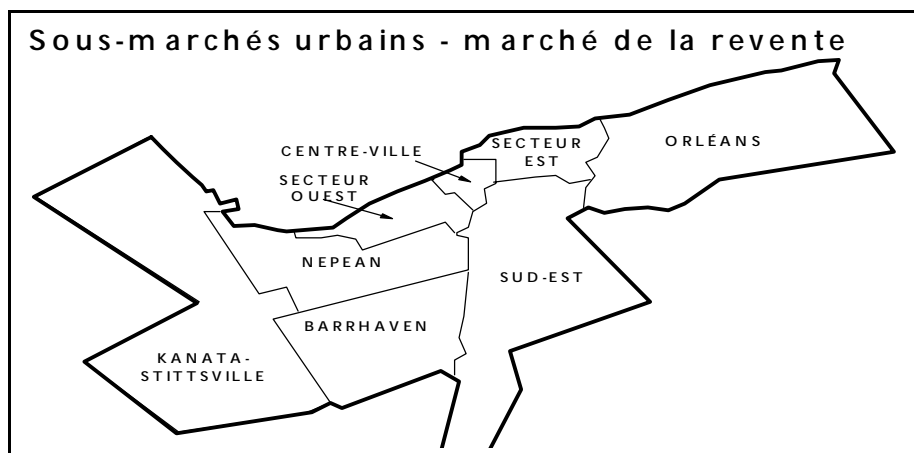 Sous-marchés urbains - marché de la revente
CENTRE-VILLE
SECTEUR
EST
ORLÉANS
SECTEUR
OUEST
NEPEAN
SUD-EST
BARRHAVEN
KANATA-
STITTSVILLE